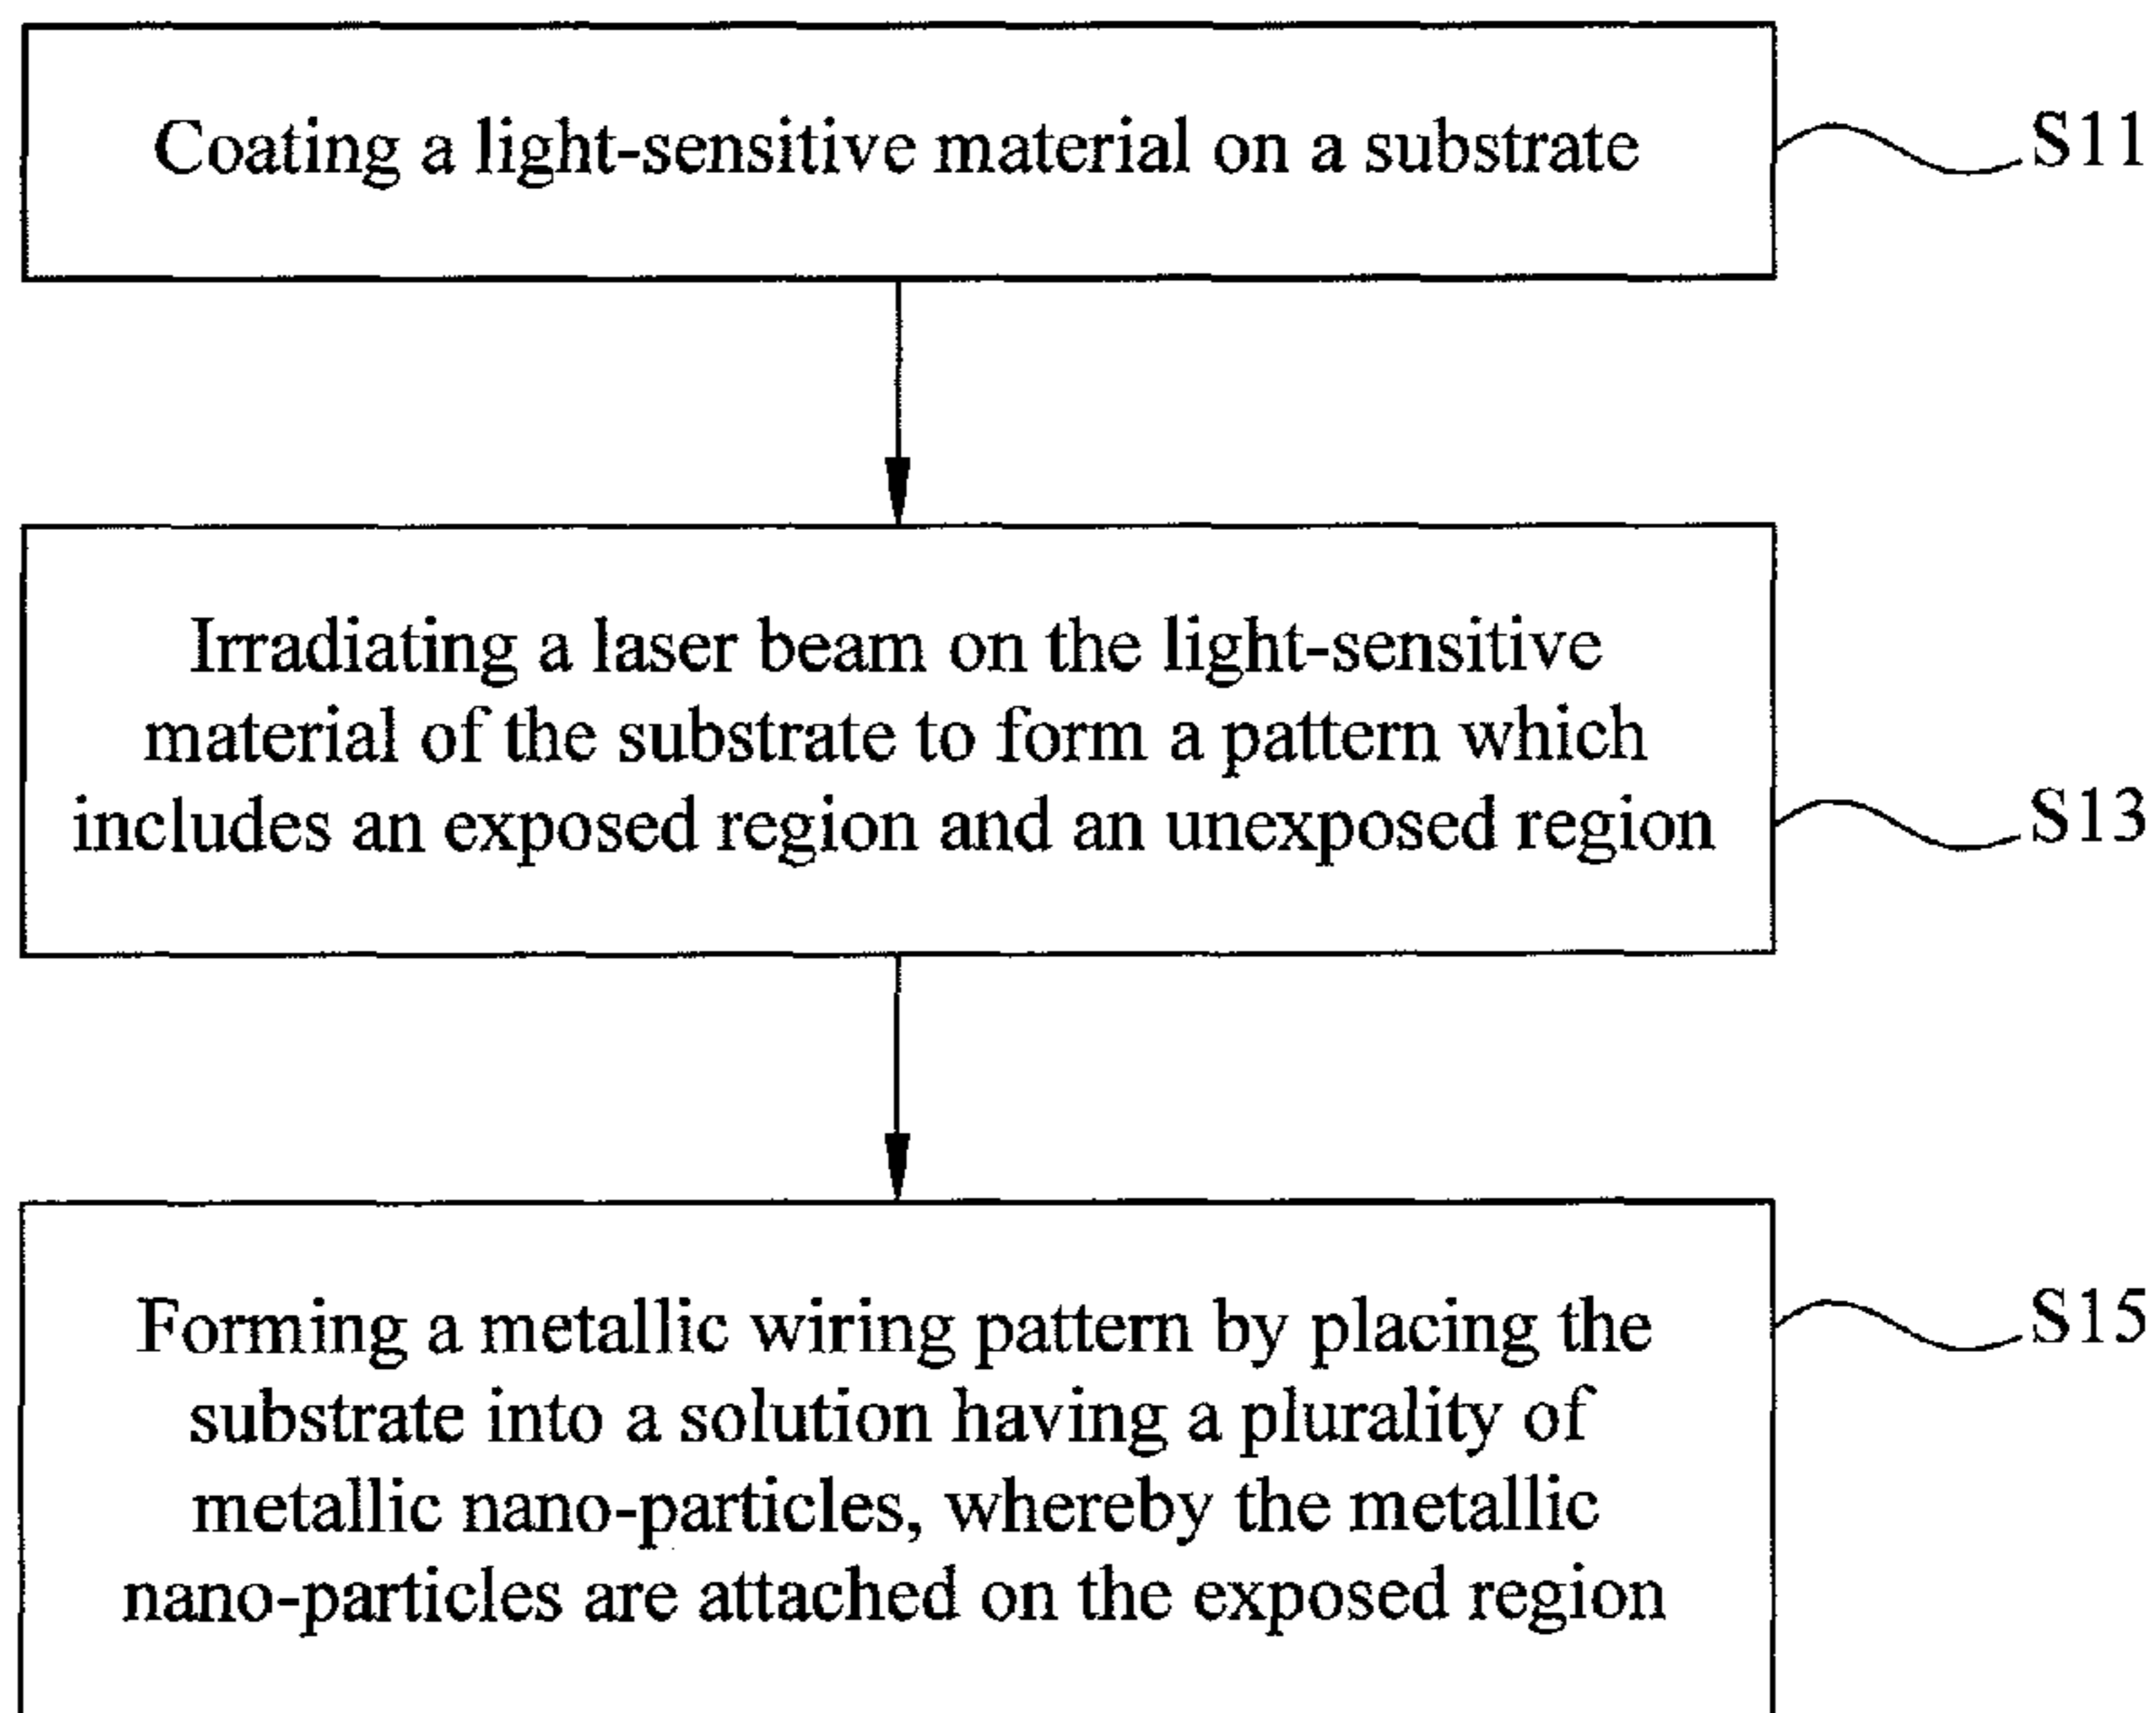 Coating a light-sensitive material on a substrate
S11
Irradiating a laser beam on the light-sensitive
material of the substrate to form a pattern which
includes an exposed region and an unexposed region
S13
Forming a metallic wiring pattern by placing the
substrate into a solution having a plurality of
metallic nano-particles, whereby the metallic
nano-particles are attached on the exposed region
S15